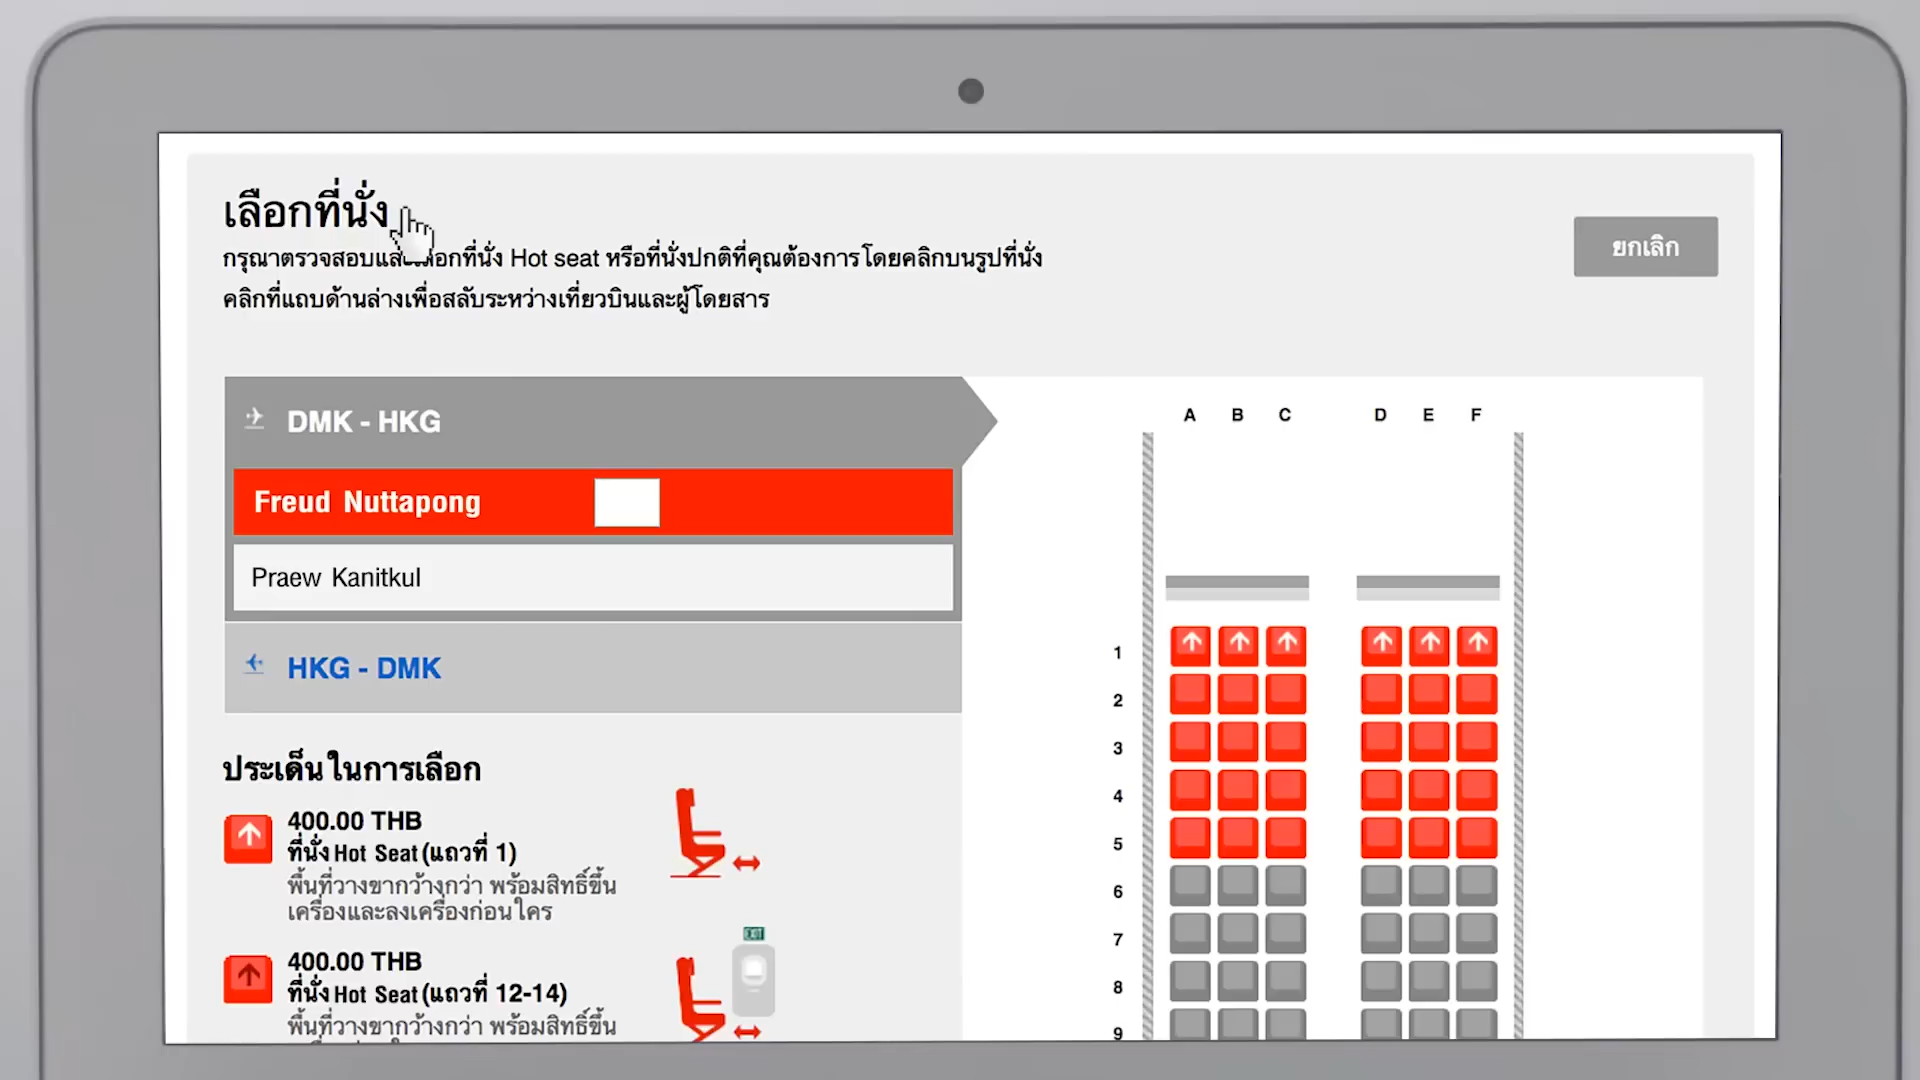 เลือกที่นั่ง
กรุณาตรวจสอบและเลือกที่นั่ง Hot seat หรือที่นั่งปกติที่คุณต้องการโดยคลิกบนรูปที่นั่ง
คลิกที่แถบด้านล่างเพื่อสลับระหว่างเที่ยวบินและผู้โดยสาร
ยกเลิก
DMK - HKG
Freud Nuttapong
Praew Kanitkul
HKG - DMK
ประเด็นในการเลือก
400.00 THB
ที่นั่ง Hot Seat (แถวที่ 1)
พื้นที่วางขากว้างกว่า พร้อมสิทธิ์ขึ้น
เครื่องและลงเครื่องก่อนใคร
EXIT
400.00 THB
ที่นั่ง Hot Seat (แถวที่ 12-14)
พื้นที่วางขากว้างกว่า พร้อมสิทธิ์ขึ้น
A B C D E F
1
2
3
4
5
6
7
8
9